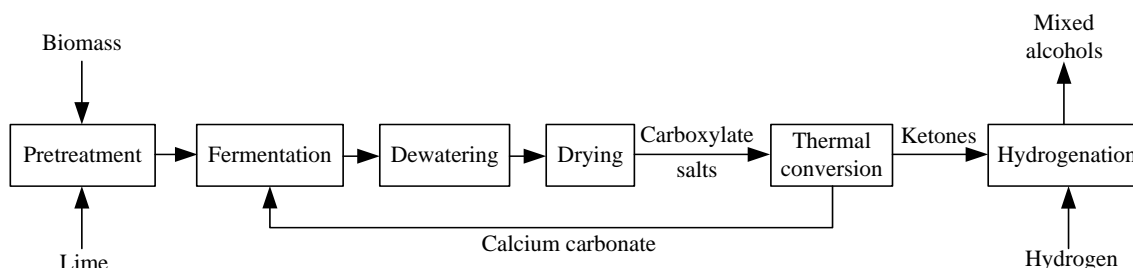 Biomass
Mixed
alcohols
Pretreatment
Fermentation
Dewatering
Drying
Carboxylate
salts
Thermal
conversion
Ketones
Hydrogenation
Calcium carbonate
Lime
Hydrogen